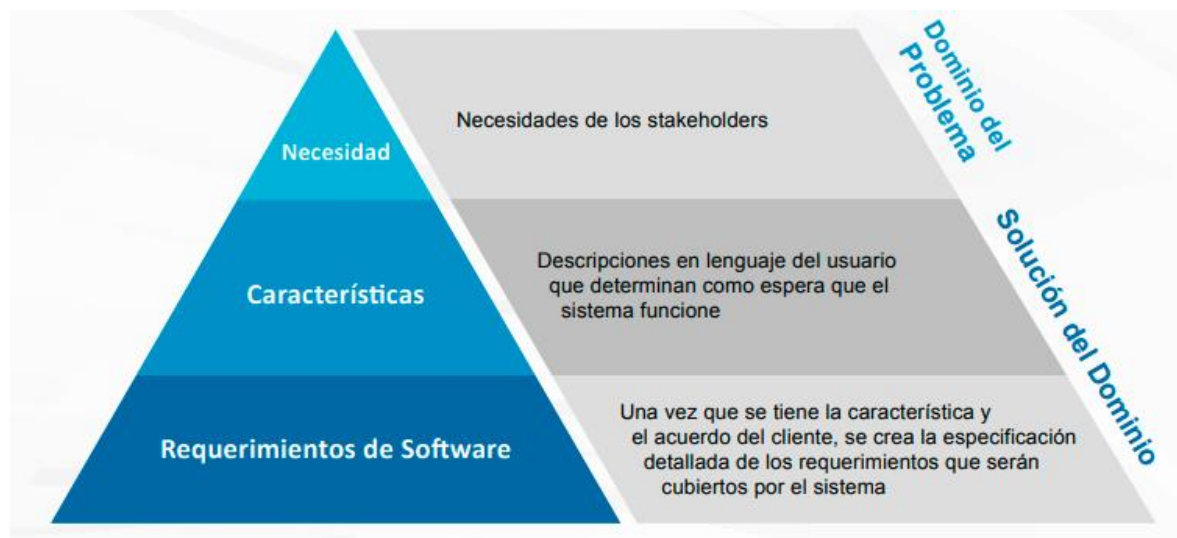 Necesidad
Necesidades de los stakeholders
Dominio del
Problema
Características
Descripciones en lenguaje del usuario
que determinan como espera que el
sistema funcione
Solución del Dominio
Requerimientos de Software
Una vez que se tiene la característica y
el acuerdo del cliente, se crea la especificación
detallada de los requerimientos que serán
cubiertos por el sistema